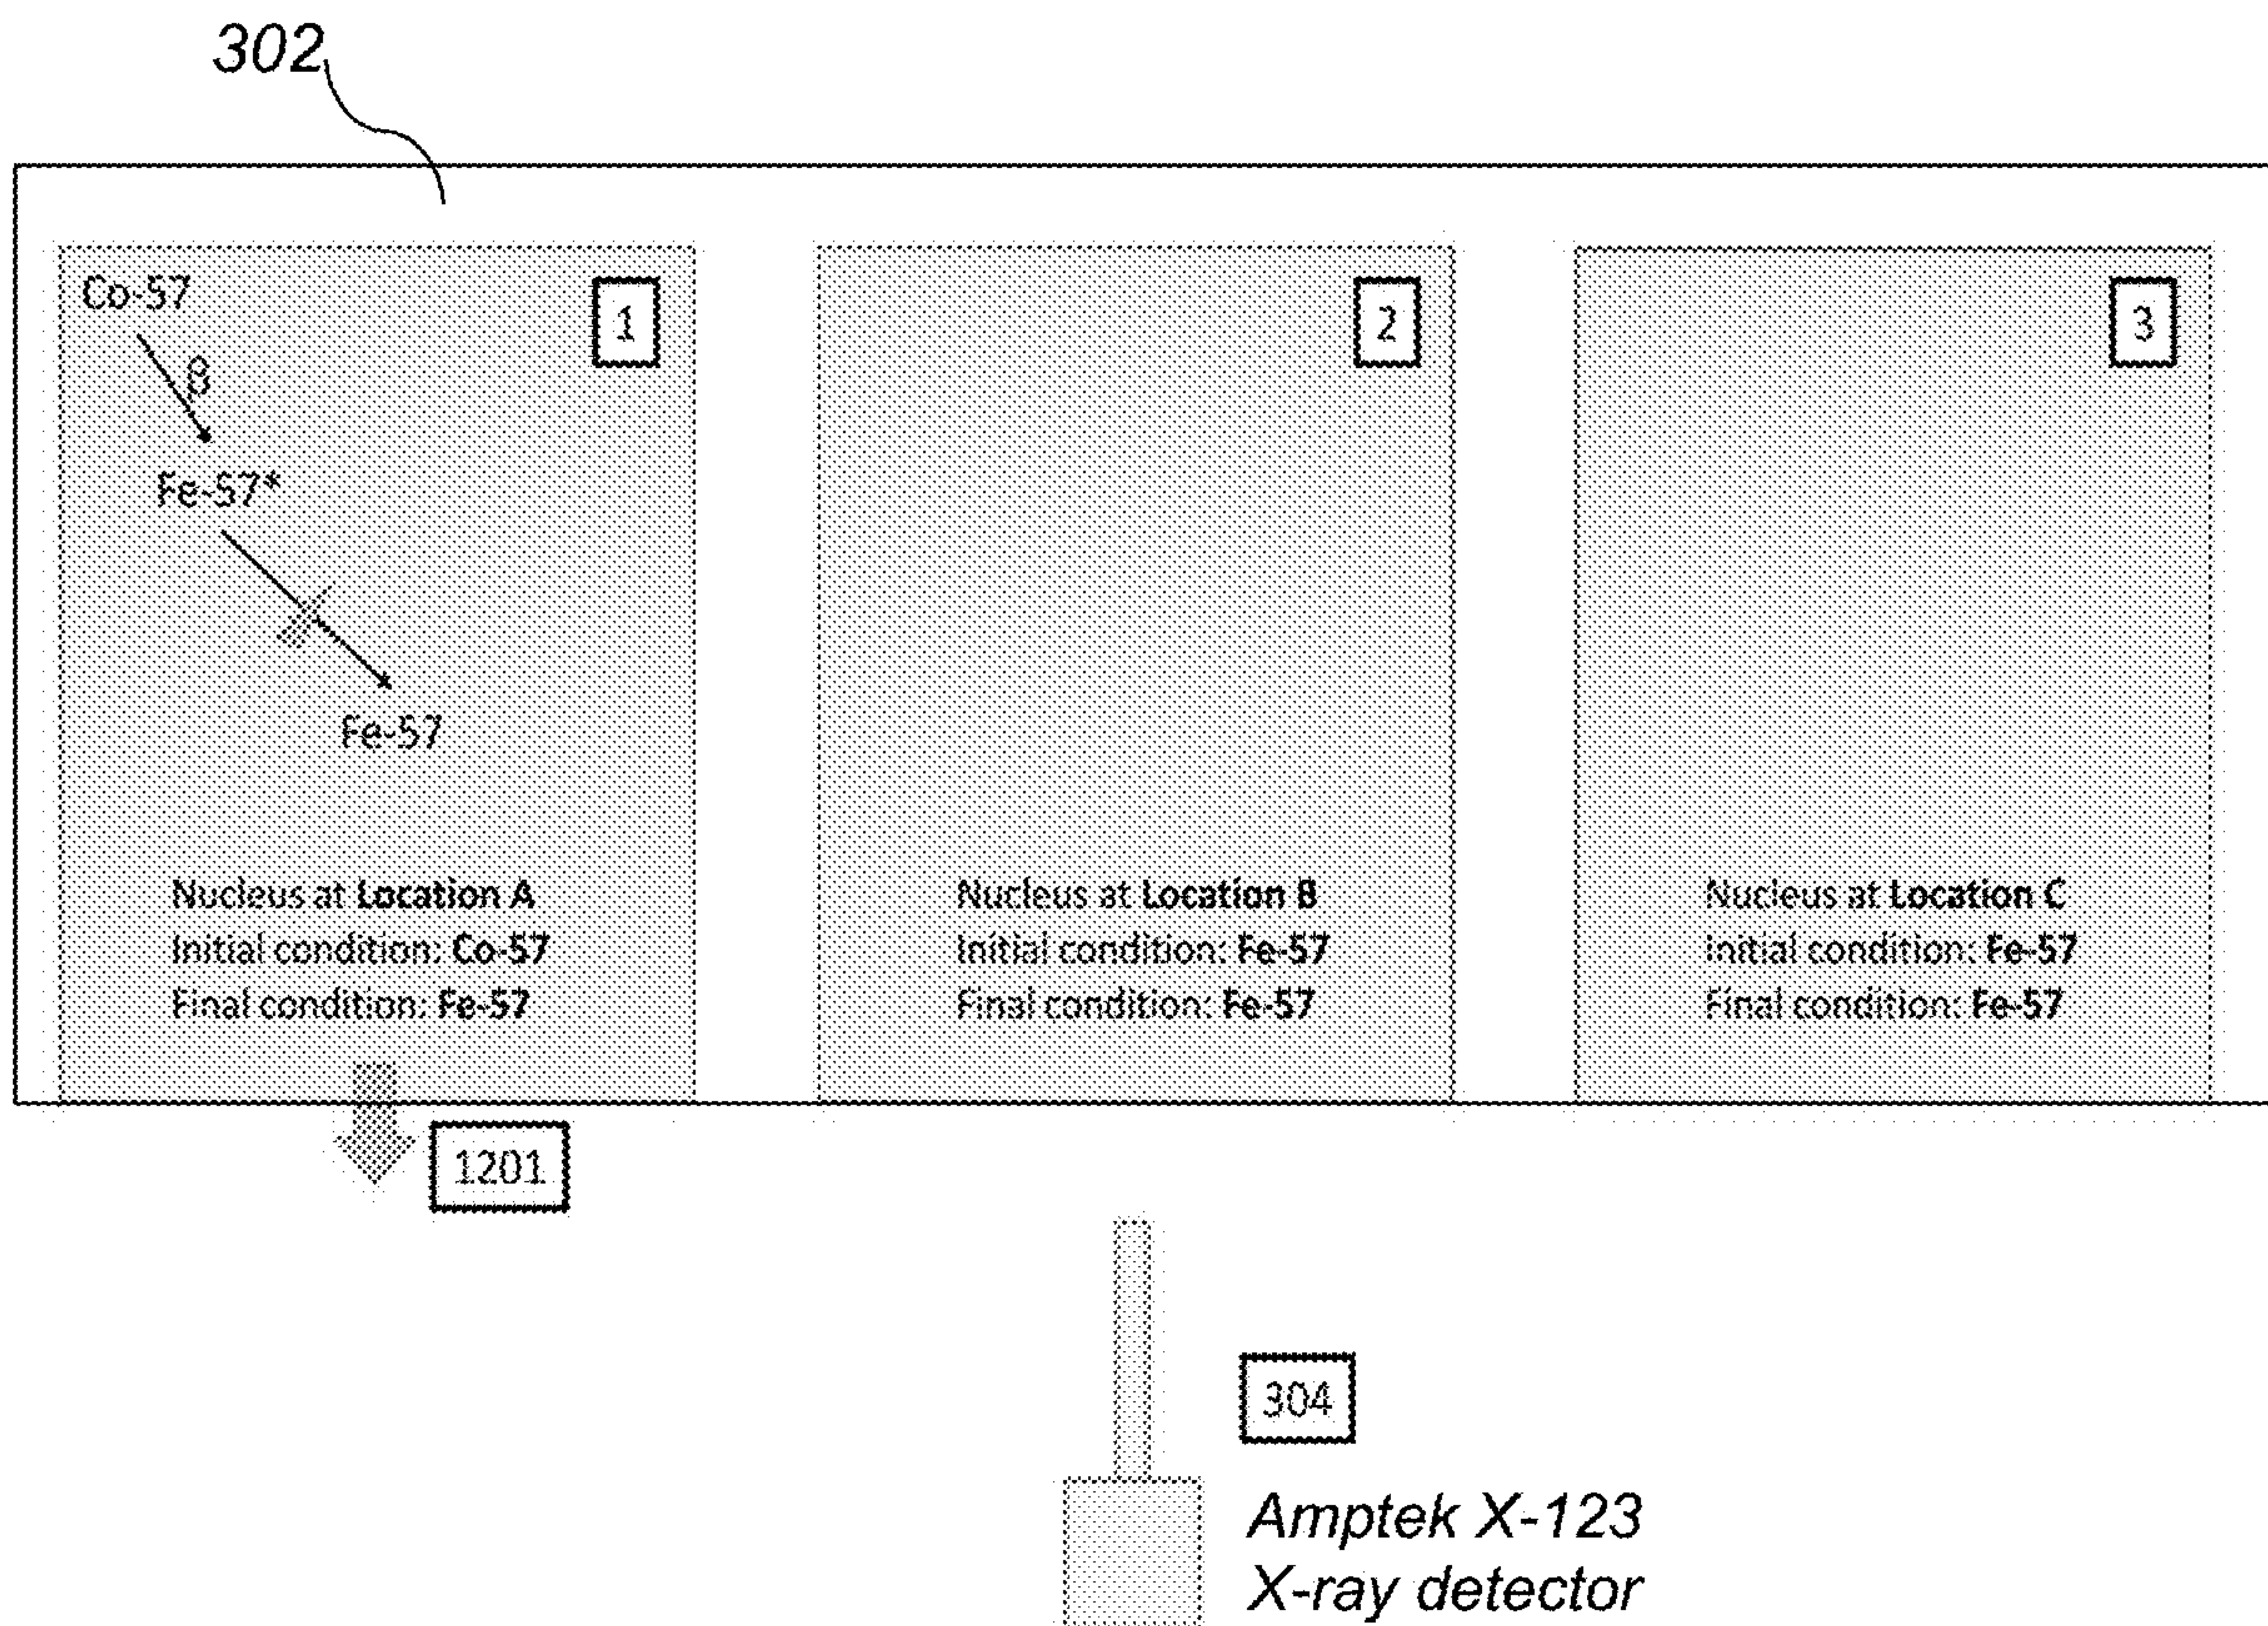 302
Co-57
1
β
Fe-57*
Fe-57
Nucleus at Location A
Initial condition: Co-57
Final condition: Fe-57
2
Nucleus at Location B
Initial condition: Fe-57
Final condition: Fe-57
3
Nucleus at Location C
Initial condition: Fe-57
Final condition: Fe-57
1201
304
Amptek X-123
X-ray detector